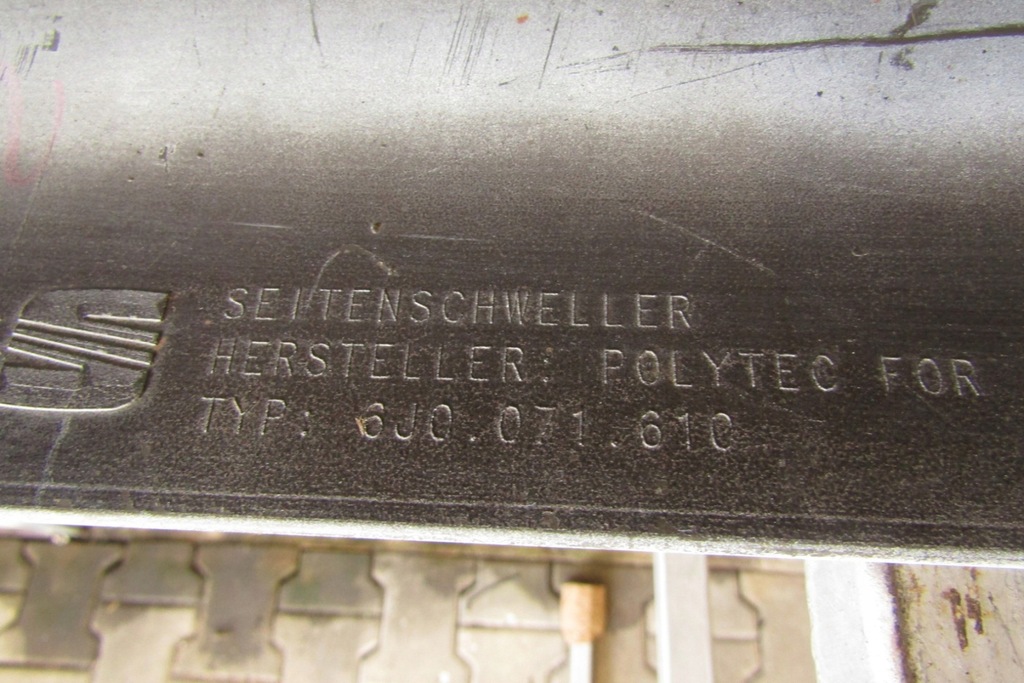 SEITENSCHWELLER
HERSTELLER: POLYTEC FOR
TYP: 6J0.071.610